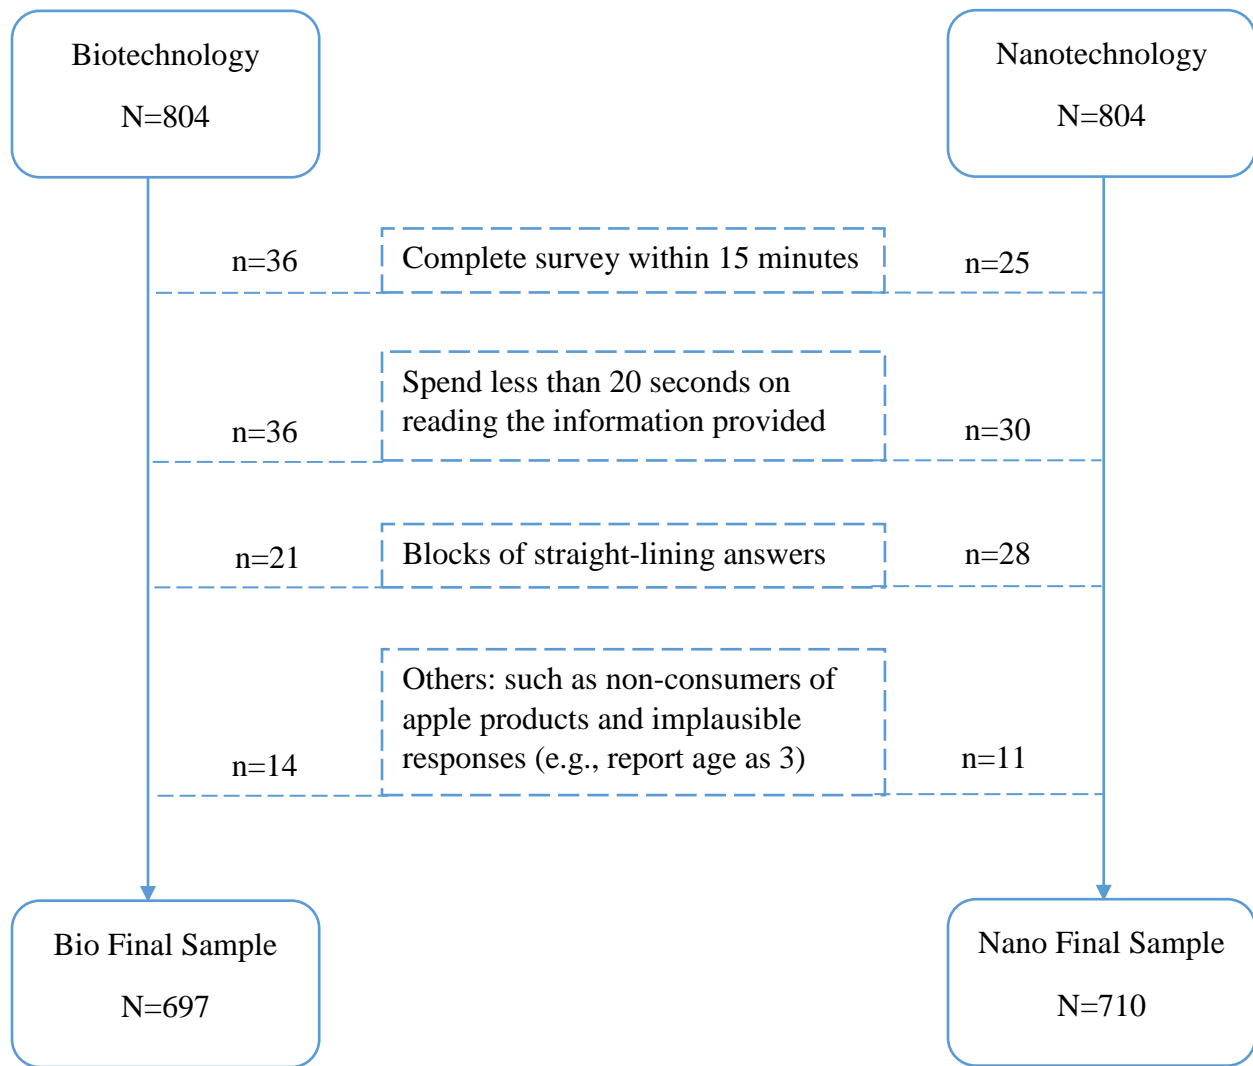 Biotechnology
N=804
Nanotechnology
N=804
n=36
Complete survey within 15 minutes
n=25
n=36
Spend less than 20 seconds on
reading the information provided
n=30
n=21
Blocks of straight-lining answers
n=28
n=14
Others: such as non-consumers of
apple products and implausible
responses (e.g., report age as 3)
n=11
Bio Final Sample
N=697
Nano Final Sample
N=710